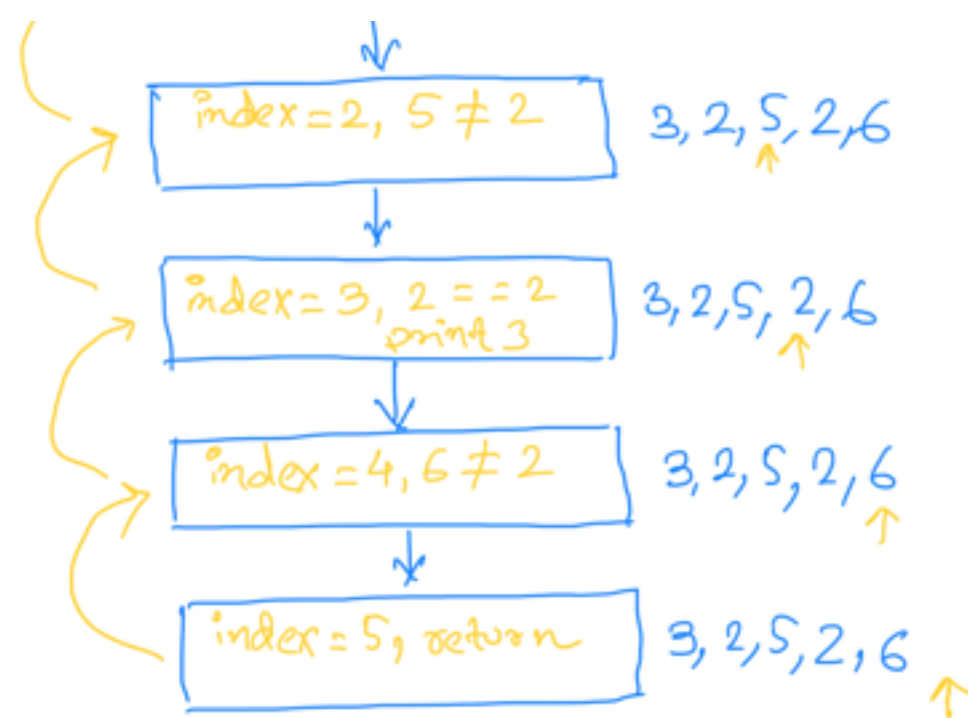 index = 2, 5 ≠ 2
3, 2, 5, 2, 6
index = 3, 2 == 2
print 3
3, 2, 5, 2, 6
index = 4, 6 ≠ 2
3, 2, 5, 2, 6
index = 5, return
3, 2, 5, 2, 6